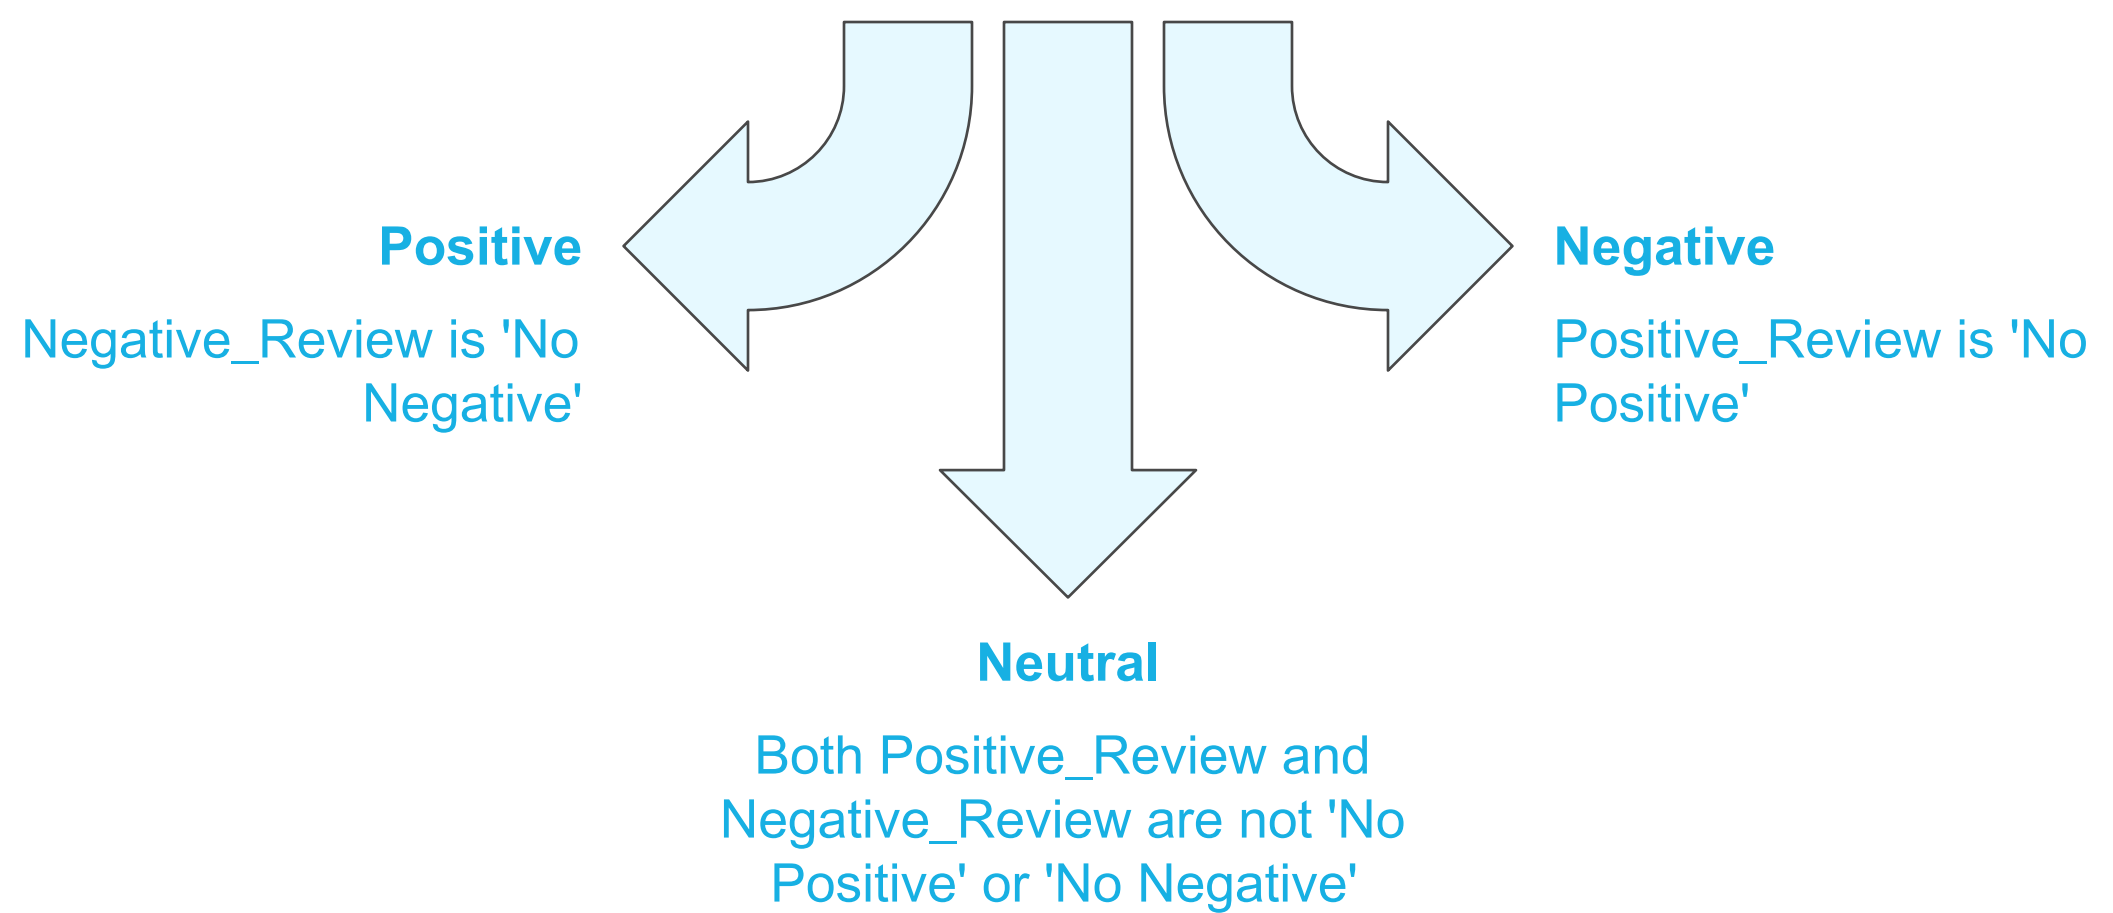 Positive
Negative_Review is 'No
Negative'
Negative
Positive_Review is 'No
Positive'
Neutral
Both Positive_Review and
Negative_Review are not 'No
Positive' or 'No Negative'